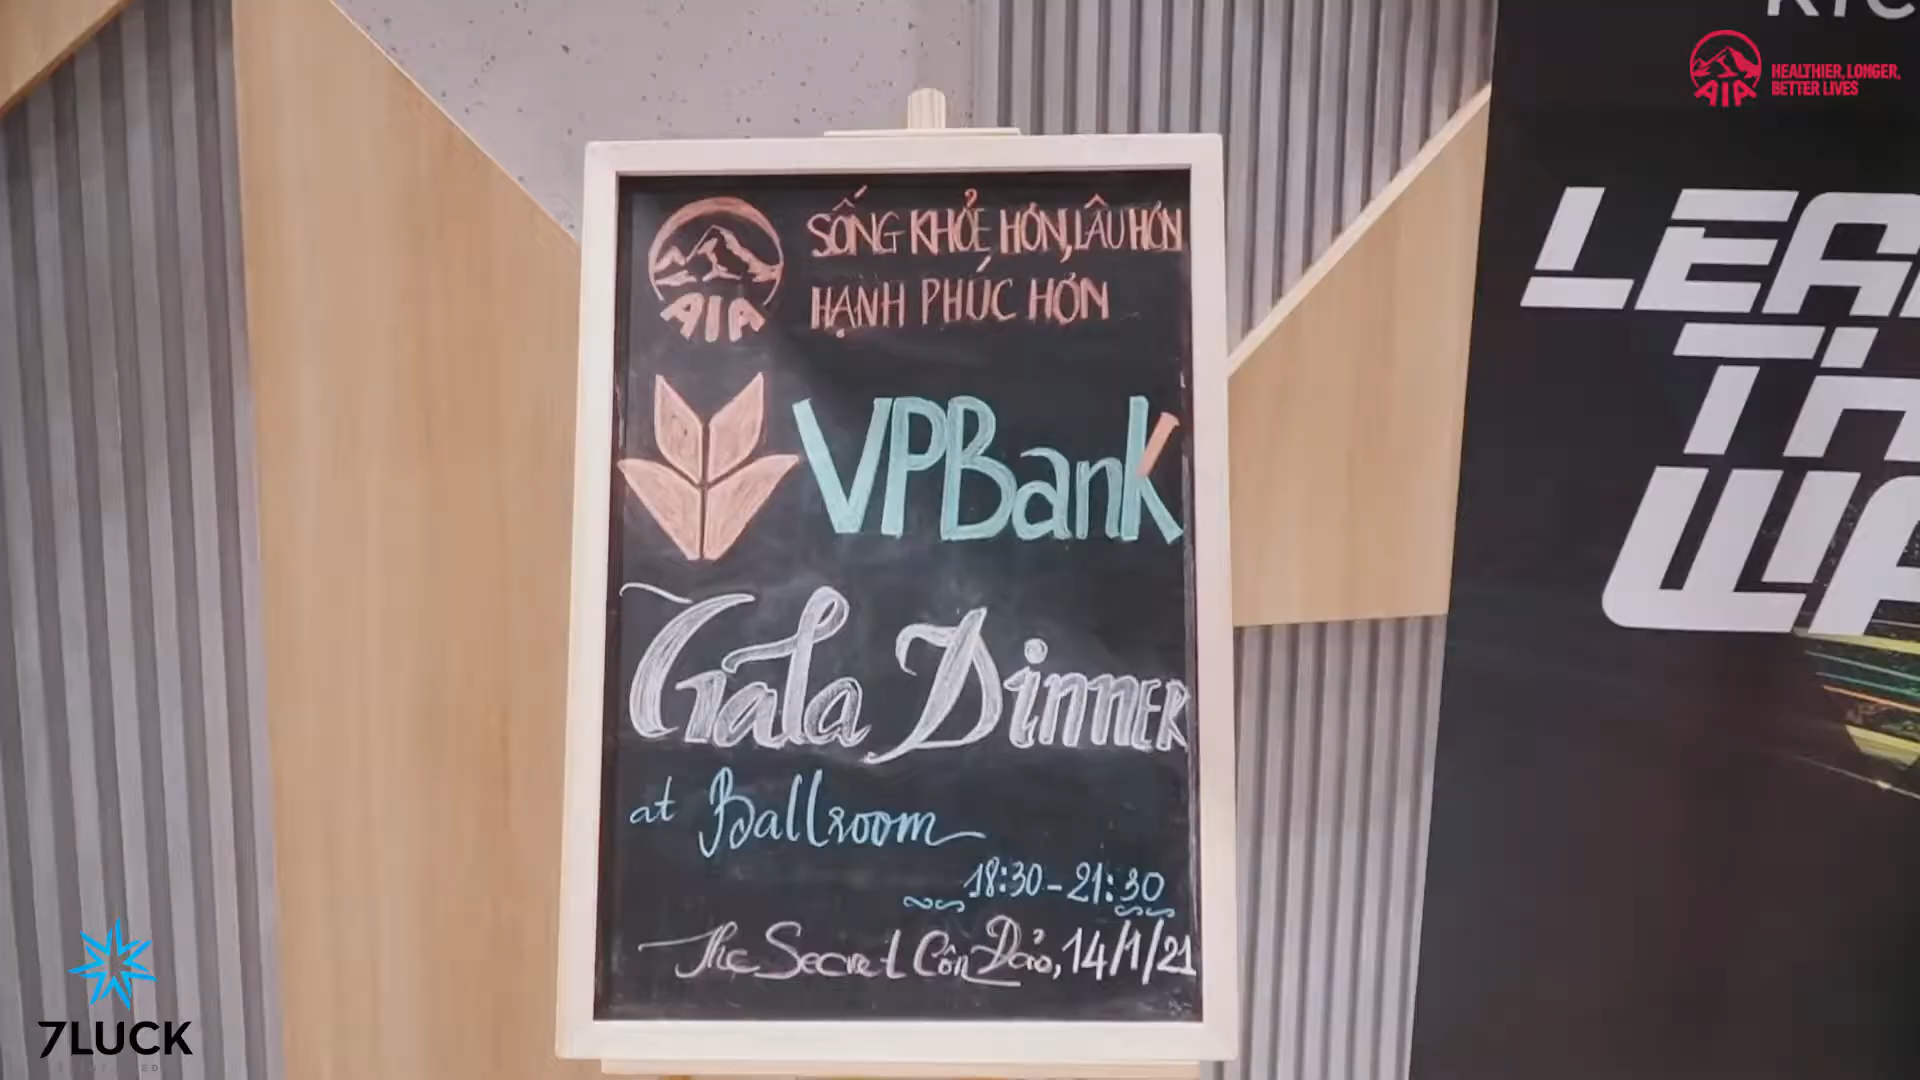 AIA
SỐNG KHỎE HƠN, LÂU HƠN
HẠNH PHÚC HƠN
VPBank
Gala DinnER
at Ballroom
18:30-21:30
The Secret Côn Đảo, 14/1/21
AIA
HEALTHIER, LONGER,
BETTER LIVES
7LUCK